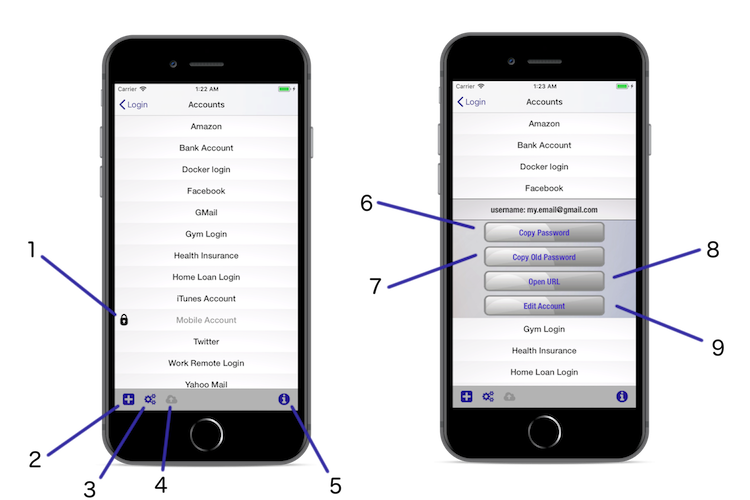 Carrier 1:22 AM
Login Accounts
Amazon
Bank Account
Docker login
Facebook
GMail
Gym Login
Health Insurance
Home Loan Login
iTunes Account
Mobile Account
Twitter
Work Remote Login
Yahoo Mail
1
2
3
4
5
Carrier 1:23 AM
Login Accounts
Amazon
Bank Account
Docker login
Facebook
username: my.email@gmail.com
Copy Password
Copy Old Password
Open URL
Edit Account
Gym Login
Health Insurance
Home Loan Login
6
7
8
9